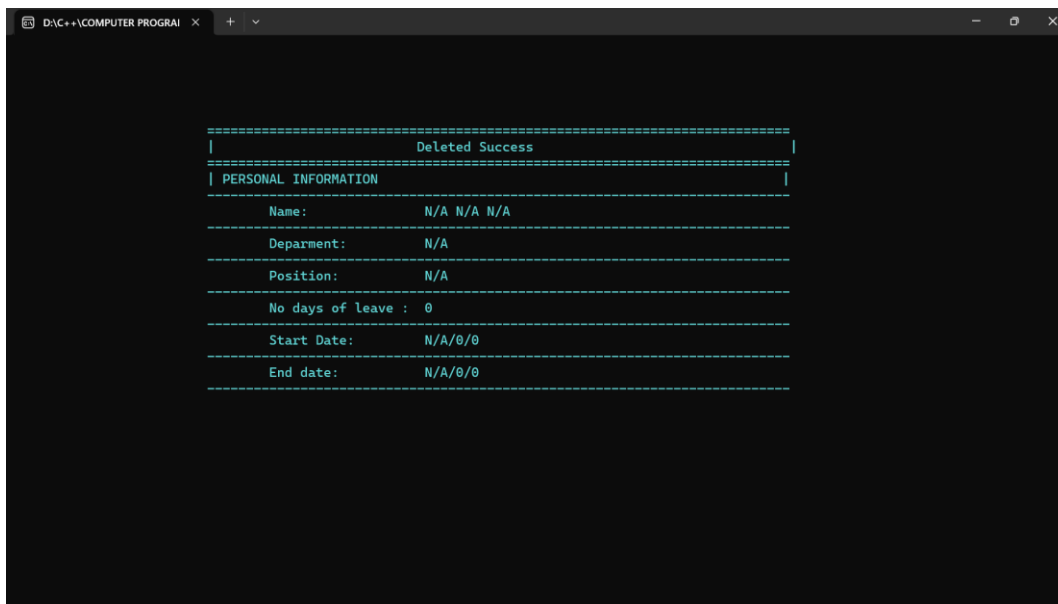 D:\C++\COMPUTER PROGRAI
===========================================================================
| Deleted Success |
===========================================================================
| PERSONAL INFORMATION |
---------------------------------------------------------------------------
Name: N/A N/A N/A
---------------------------------------------------------------------------
Deparment: N/A
---------------------------------------------------------------------------
Position: N/A
---------------------------------------------------------------------------
No days of leave : 0
---------------------------------------------------------------------------
Start Date: N/A/0/0
---------------------------------------------------------------------------
End date: N/A/0/0
---------------------------------------------------------------------------